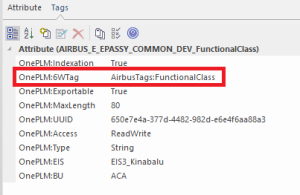 Attribute Tags
Attribute (AIRBUS_E_EPASSY_COMMON_DEV_FunctionalClass)
OnePLM:Indexation True
OnePLM:6WTag AirbusTags:FunctionalClass
OnePLM:Exportable True
OnePLM:MaxLength 80
OnePLM:UUID 650e7e4a-377d-4482-982d-e6e4f6aa88a3
OnePLM:Access ReadWrite
OnePLM:Type String
OnePLM:EIS EIS3_Kinabalu
OnePLM:BU ACA